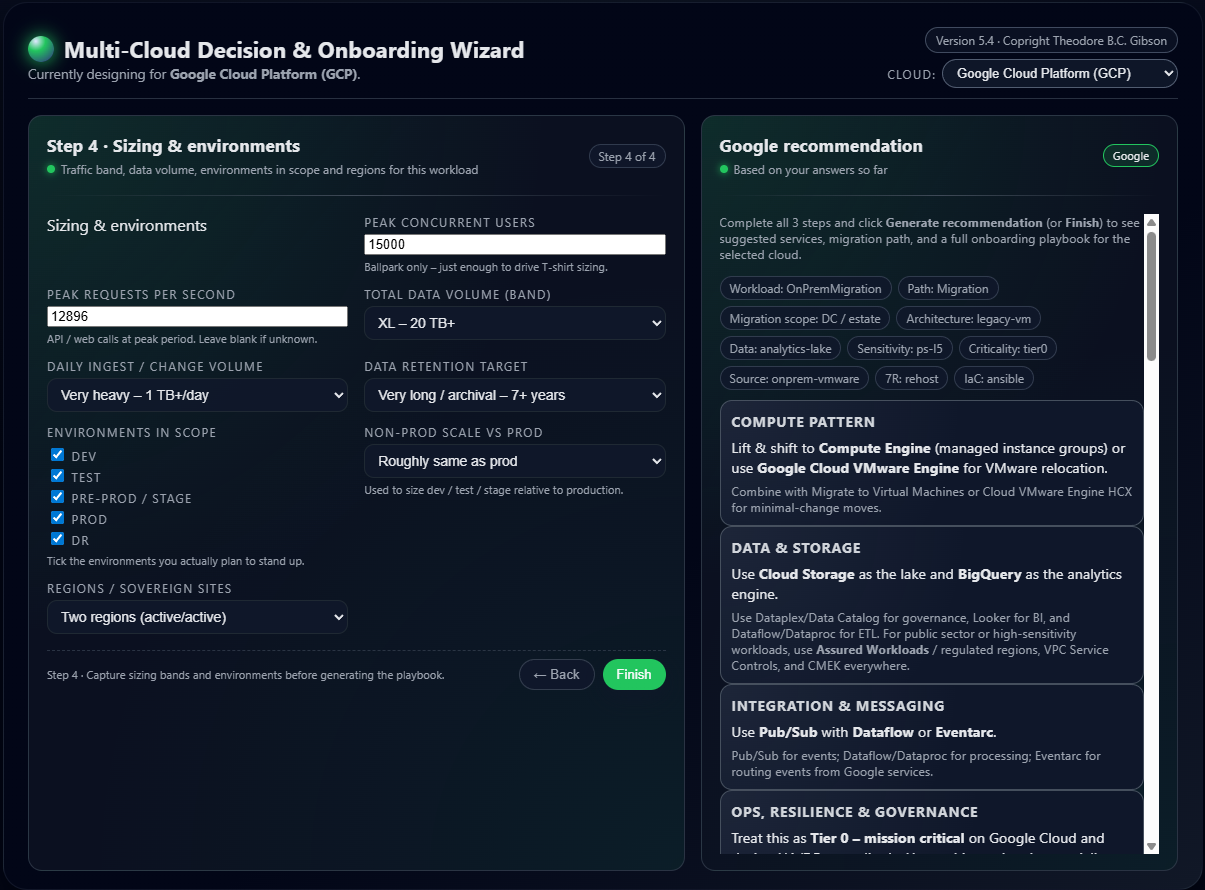 Multi-Cloud Decision & Onboarding Wizard
Currently designing for Google Cloud Platform (GCP).
Version 5.4 · Copright Theodore B.C. Gibson
CLOUD: Google Cloud Platform (GCP)
Step 4 · Sizing & environments
Traffic band, data volume, environments in scope and regions for this workload
Step 4 of 4
Sizing & environments
PEAK CONCURRENT USERS
15000
Ballpark only – just enough to drive T-shirt sizing.
PEAK REQUESTS PER SECOND
12896
API / web calls at peak period. Leave blank if unknown.
TOTAL DATA VOLUME (BAND)
XL – 20 TB+
DAILY INGEST / CHANGE VOLUME
Very heavy – 1 TB+/day
DATA RETENTION TARGET
Very long / archival – 7+ years
ENVIRONMENTS IN SCOPE
DEV
TEST
PRE-PROD / STAGE
PROD
DR
Tick the environments you actually plan to stand up.
NON-PROD SCALE VS PROD
Roughly same as prod
Used to size dev / test / stage relative to production.
REGIONS / SOVEREIGN SITES
Two regions (active/active)
Step 4 · Capture sizing bands and environments before generating the playbook.
← Back
Finish
Google recommendation
Based on your answers so far
Google
Complete all 3 steps and click Generate recommendation (or Finish) to see
suggested services, migration path, and a full onboarding playbook for the
selected cloud.
Workload: OnPremMigration
Path: Migration
Migration scope: DC / estate
Architecture: legacy-vm
Data: analytics-lake
Sensitivity: ps-l5
Criticality: tier0
Source: onprem-vmware
7R: rehost
IaC: ansible
COMPUTE PATTERN
Lift & shift to Compute Engine (managed instance groups) or
use Google Cloud VMware Engine for VMware relocation.
Combine with Migrate to Virtual Machines or Cloud VMware Engine HCX
for minimal-change moves.
DATA & STORAGE
Use Cloud Storage as the lake and BigQuery as the analytics
engine.
Use Dataplex/Data Catalog for governance, Looker for BI, and
Dataflow/Dataproc for ETL. For public sector or high-sensitivity
workloads, use Assured Workloads / regulated regions, VPC Service
Controls, and CMEK everywhere.
INTEGRATION & MESSAGING
Use Pub/Sub with Dataflow or Eventarc.
Pub/Sub for events; Dataflow/Dataproc for processing; Eventarc for
routing events from Google services.
OPS, RESILIENCE & GOVERNANCE
Treat this as Tier 0 – mission critical on Google Cloud and